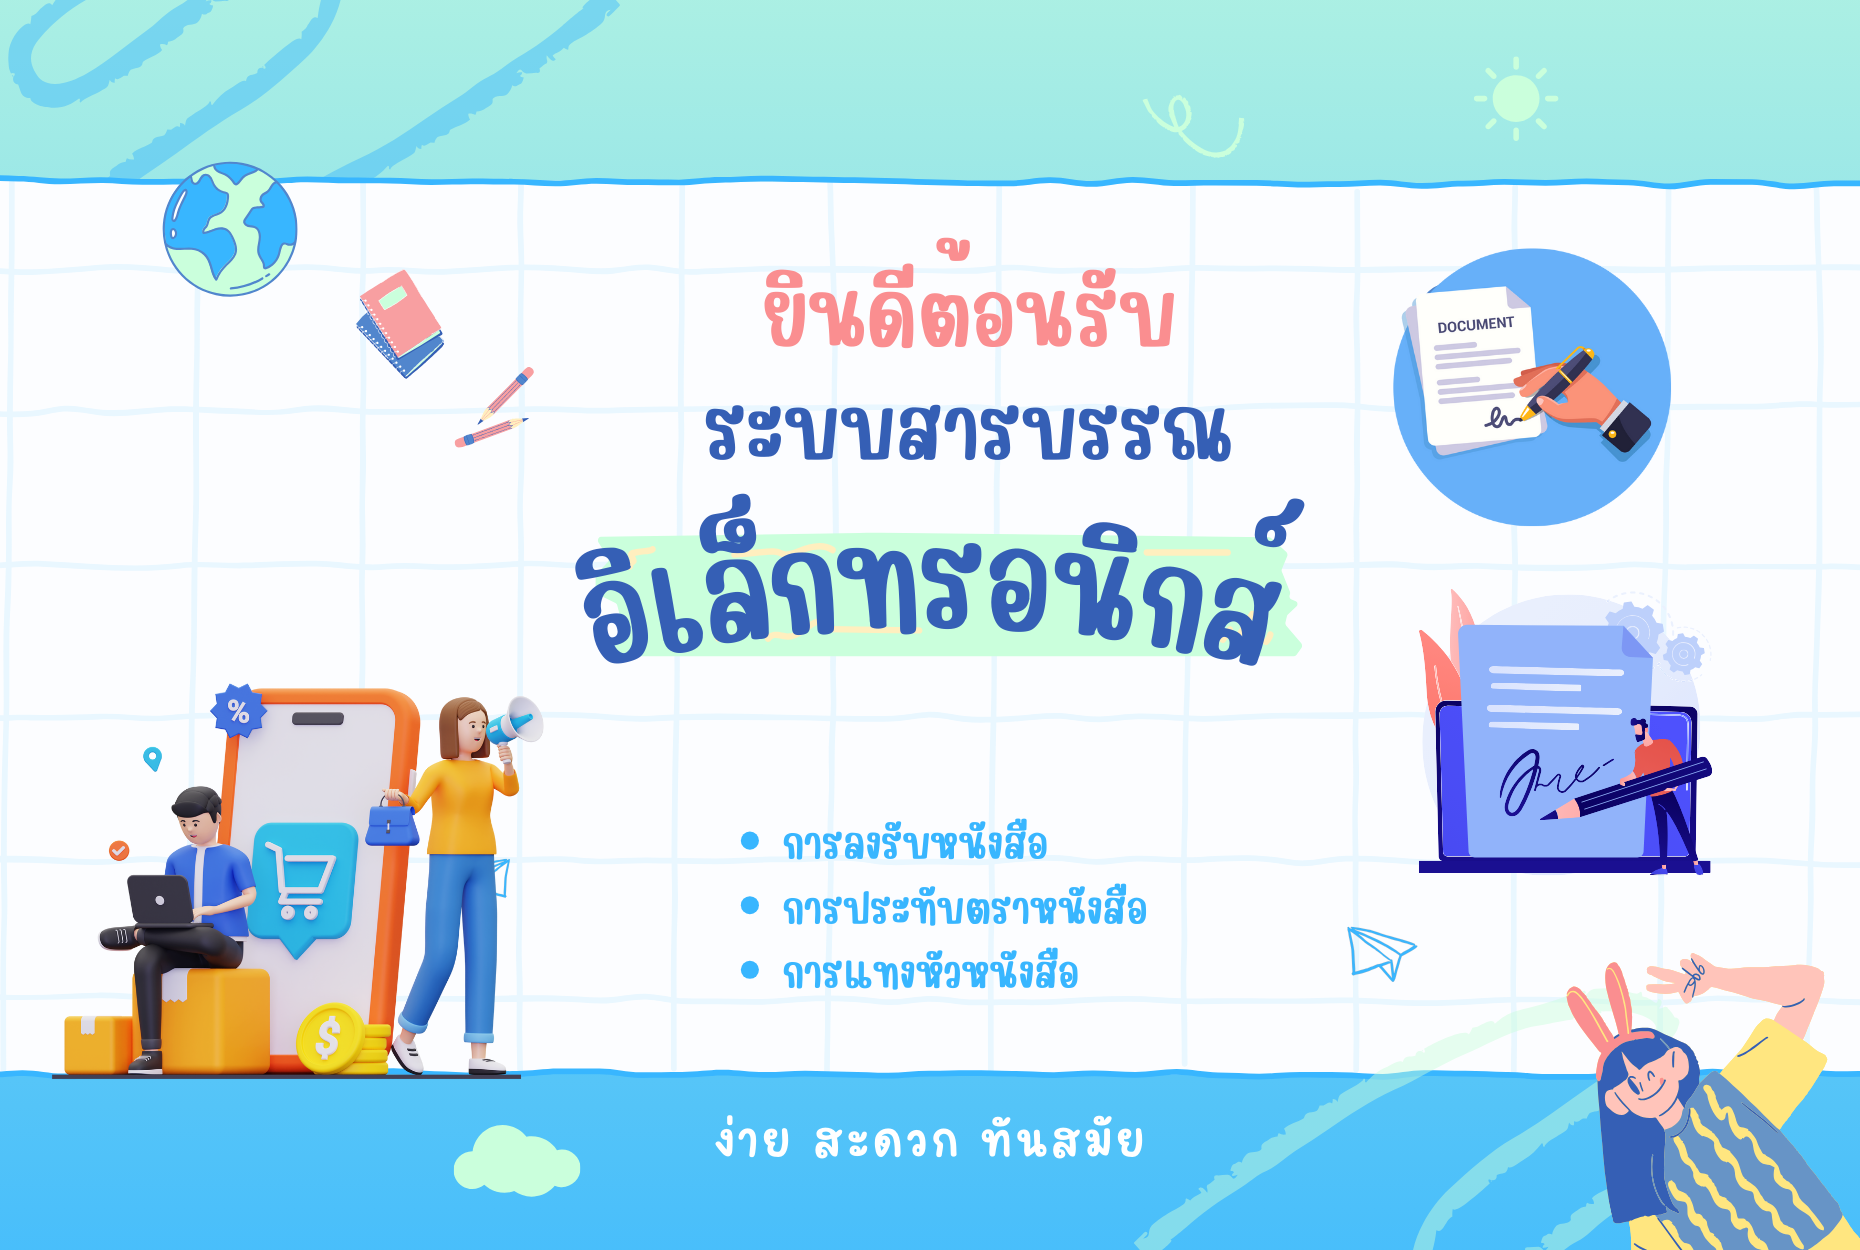 ยินดีต้อนรับ
DOCUMENT
ระบบสารบรรณ
อิเล็กทรอนิกส์
%
• การลงรับหนังสือ
• การประทับตราหนังสือ
• การแทงหัวหนังสือ
$
ง่าย สะดวก ทันสมัย